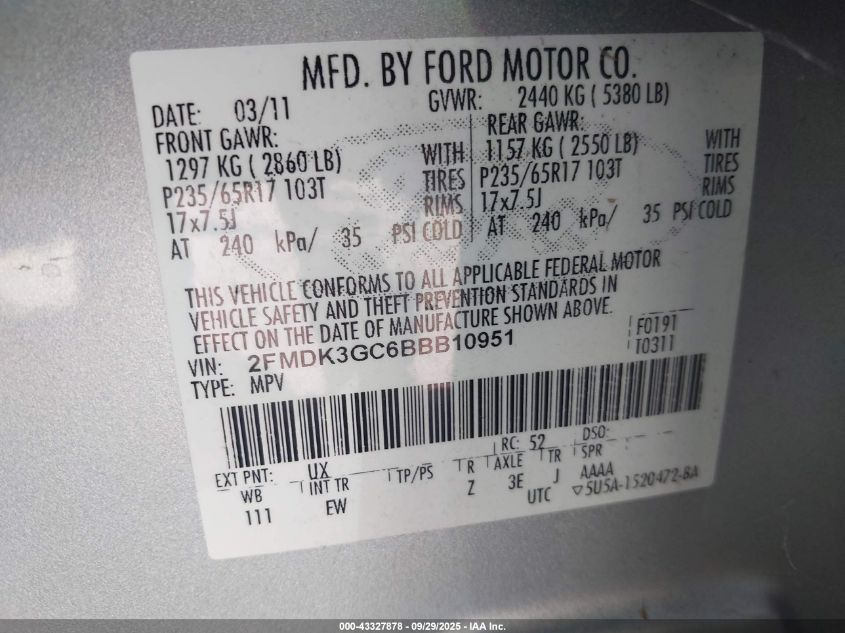 MFD. BY FORD MOTOR CO.
DATE: 03/11 GVWR: 2440 KG ( 5380 LB)
FRONT GAWR: REAR GAWR:
1297 KG ( 2860 LB) WITH 1157 KG ( 2550 LB) WITH
P235/65R17 103T TIRES P235/65R17 103T TIRES
17x7.5J RIMS 17x7.5J RIMS
AT 240 kPa/ 35 PSI COLD AT 240 kPa/ 35 PSI COLD
THIS VEHICLE CONFORMS TO ALL APPLICABLE FEDERAL MOTOR
VEHICLE SAFETY AND THEFT PREVENTION STANDARDS IN
EFFECT ON THE DATE OF MANUFACTURE SHOWN ABOVE.
VIN: 2FMDK3GC6BBB10951 F0191
TYPE: MPV T0311
EXT PNT: UX RC: 52 DSO:
WB INT TR TP/PS R AXLE TR SPR
111 EW Z 3E J AAAA
UTC ▽5U5A-1520472-BA
000-43327878 - 09/29/2025 - IAA Inc.